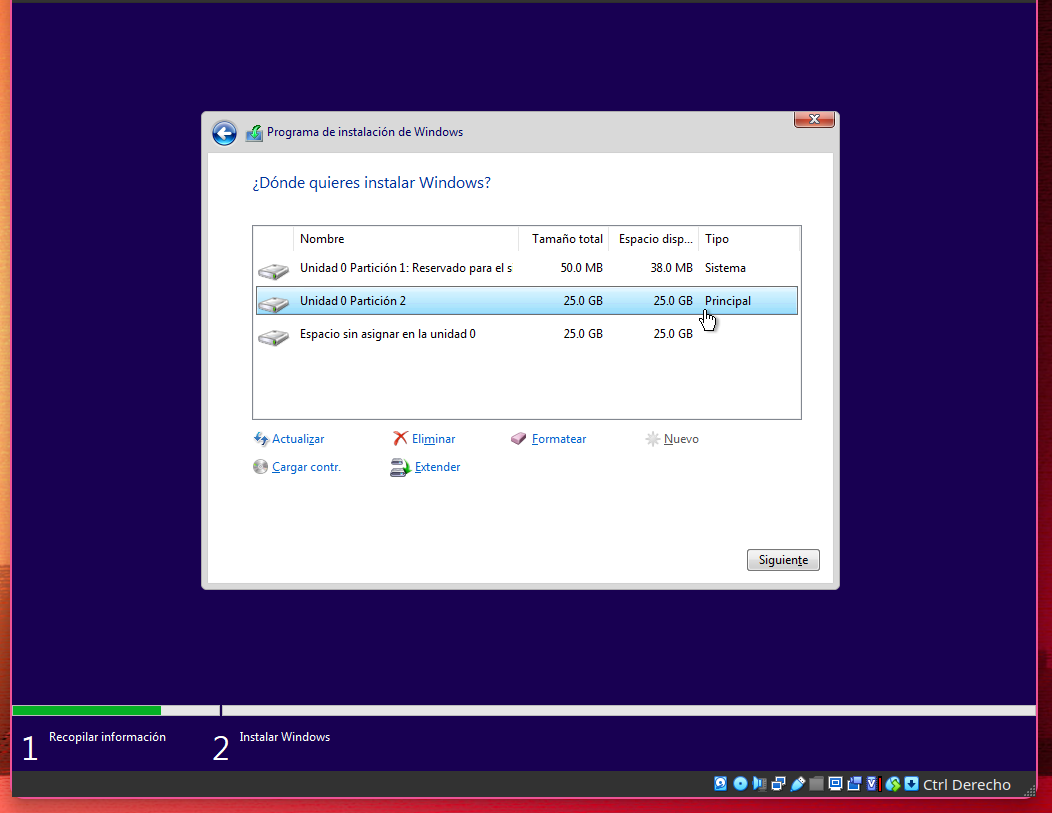 Programa de instalación de Windows
¿Dónde quieres instalar Windows?
Nombre Tamaño total Espacio disp... Tipo
Unidad 0 Partición 1: Reservado para el s 50.0 MB 38.0 MB Sistema
Unidad 0 Partición 2 25.0 GB 25.0 GB Principal
Espacio sin asignar en la unidad 0 25.0 GB 25.0 GB
Actualizar Eliminar Formatear Nuevo
Cargar contr. Extender
Siguiente
1 Recopilar información 2 Instalar Windows
Ctrl Derecho